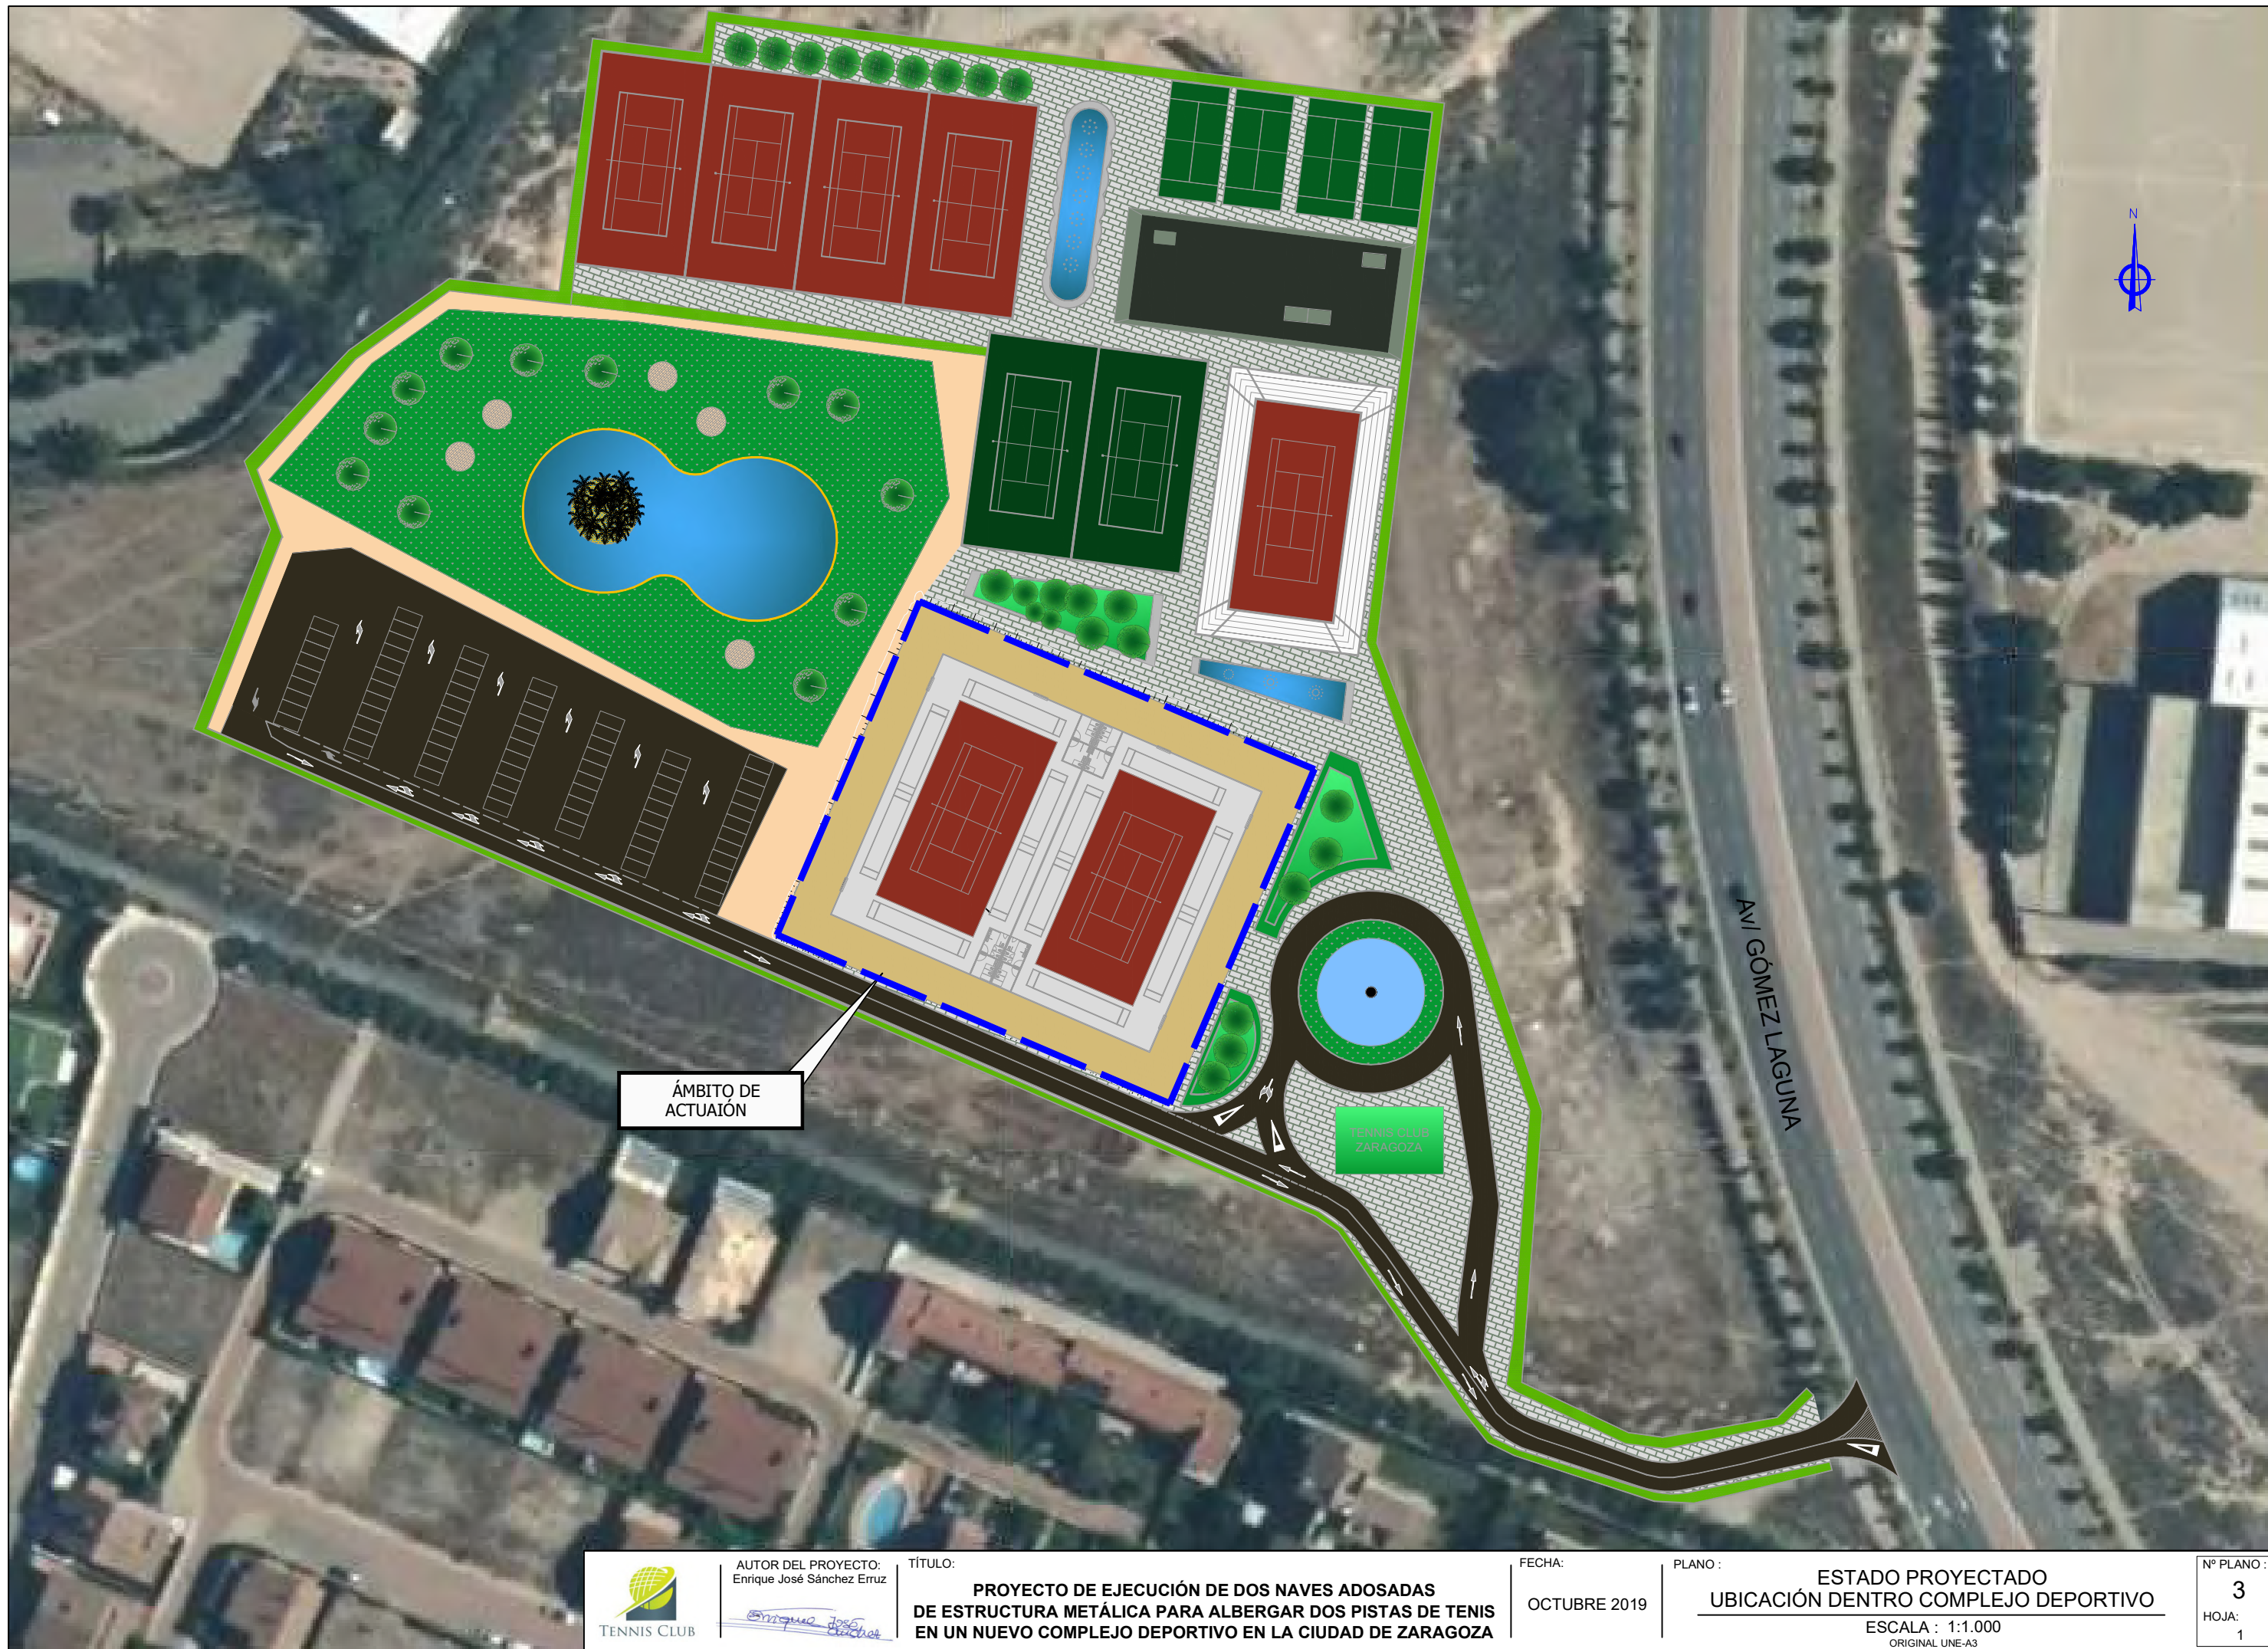 N
AV/ GÓMEZ LAGUNA
ÁMBITO DE
ACTUAIÓN
TENNIS CLUB
ZARAGOZA
TENNIS CLUB
AUTOR DEL PROYECTO:
Enrique José Sánchez Erruz
Enrique José
Sánchez
TÍTULO:
PROYECTO DE EJECUCIÓN DE DOS NAVES ADOSADAS
DE ESTRUCTURA METÁLICA PARA ALBERGAR DOS PISTAS DE TENIS
EN UN NUEVO COMPLEJO DEPORTIVO EN LA CIUDAD DE ZARAGOZA
FECHA:
OCTUBRE 2019
PLANO :
ESTADO PROYECTADO
UBICACIÓN DENTRO COMPLEJO DEPORTIVO
ESCALA : 1:1.000
ORIGINAL UNE-A3
Nº PLANO :
3
HOJA:
1